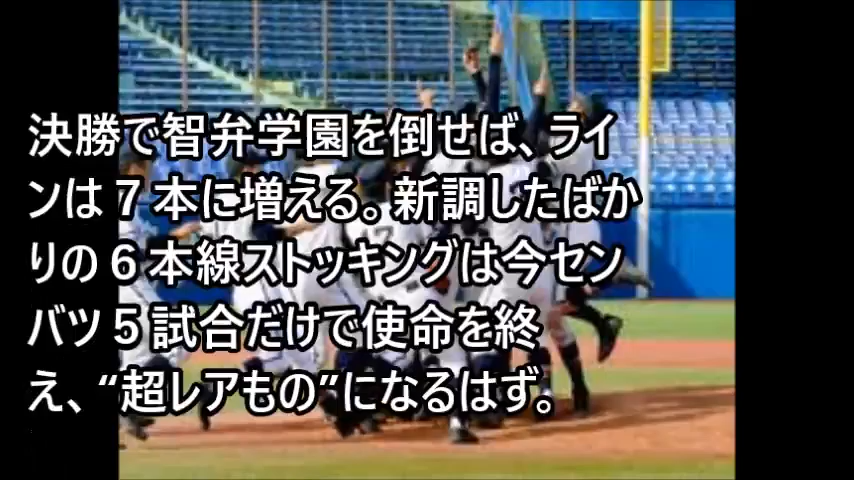 決勝で智弁学園を倒せば、ライ
ンは７本に増える。新調したばか
りの６本線ストッキングは今セン
バツ５試合だけで使命を終
え、“超レアもの”になるはず。